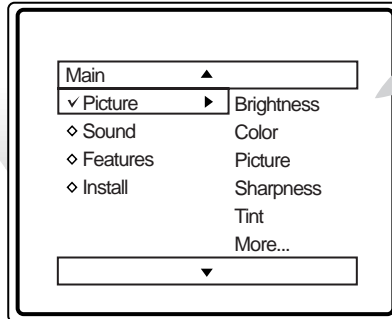 Main
Picture Brightness
Sound Color
Features Picture
Install Sharpness
Tint
More...